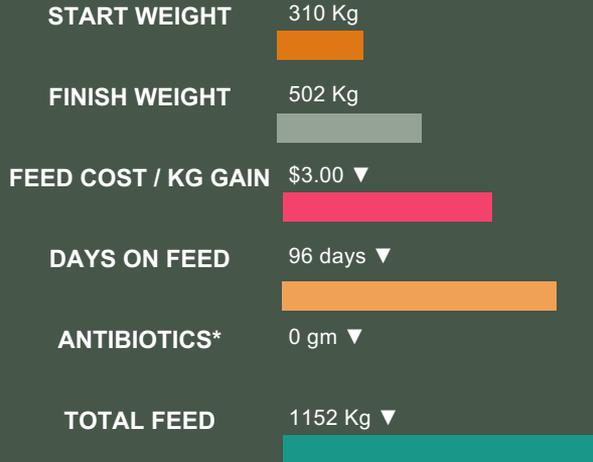 START WEIGHT 310 Kg
FINISH WEIGHT 502 Kg
FEED COST / KG GAIN $3.00 ▼
DAYS ON FEED 96 days ▼
ANTIBIOTICS* 0 gm ▼
TOTAL FEED 1152 Kg ▼